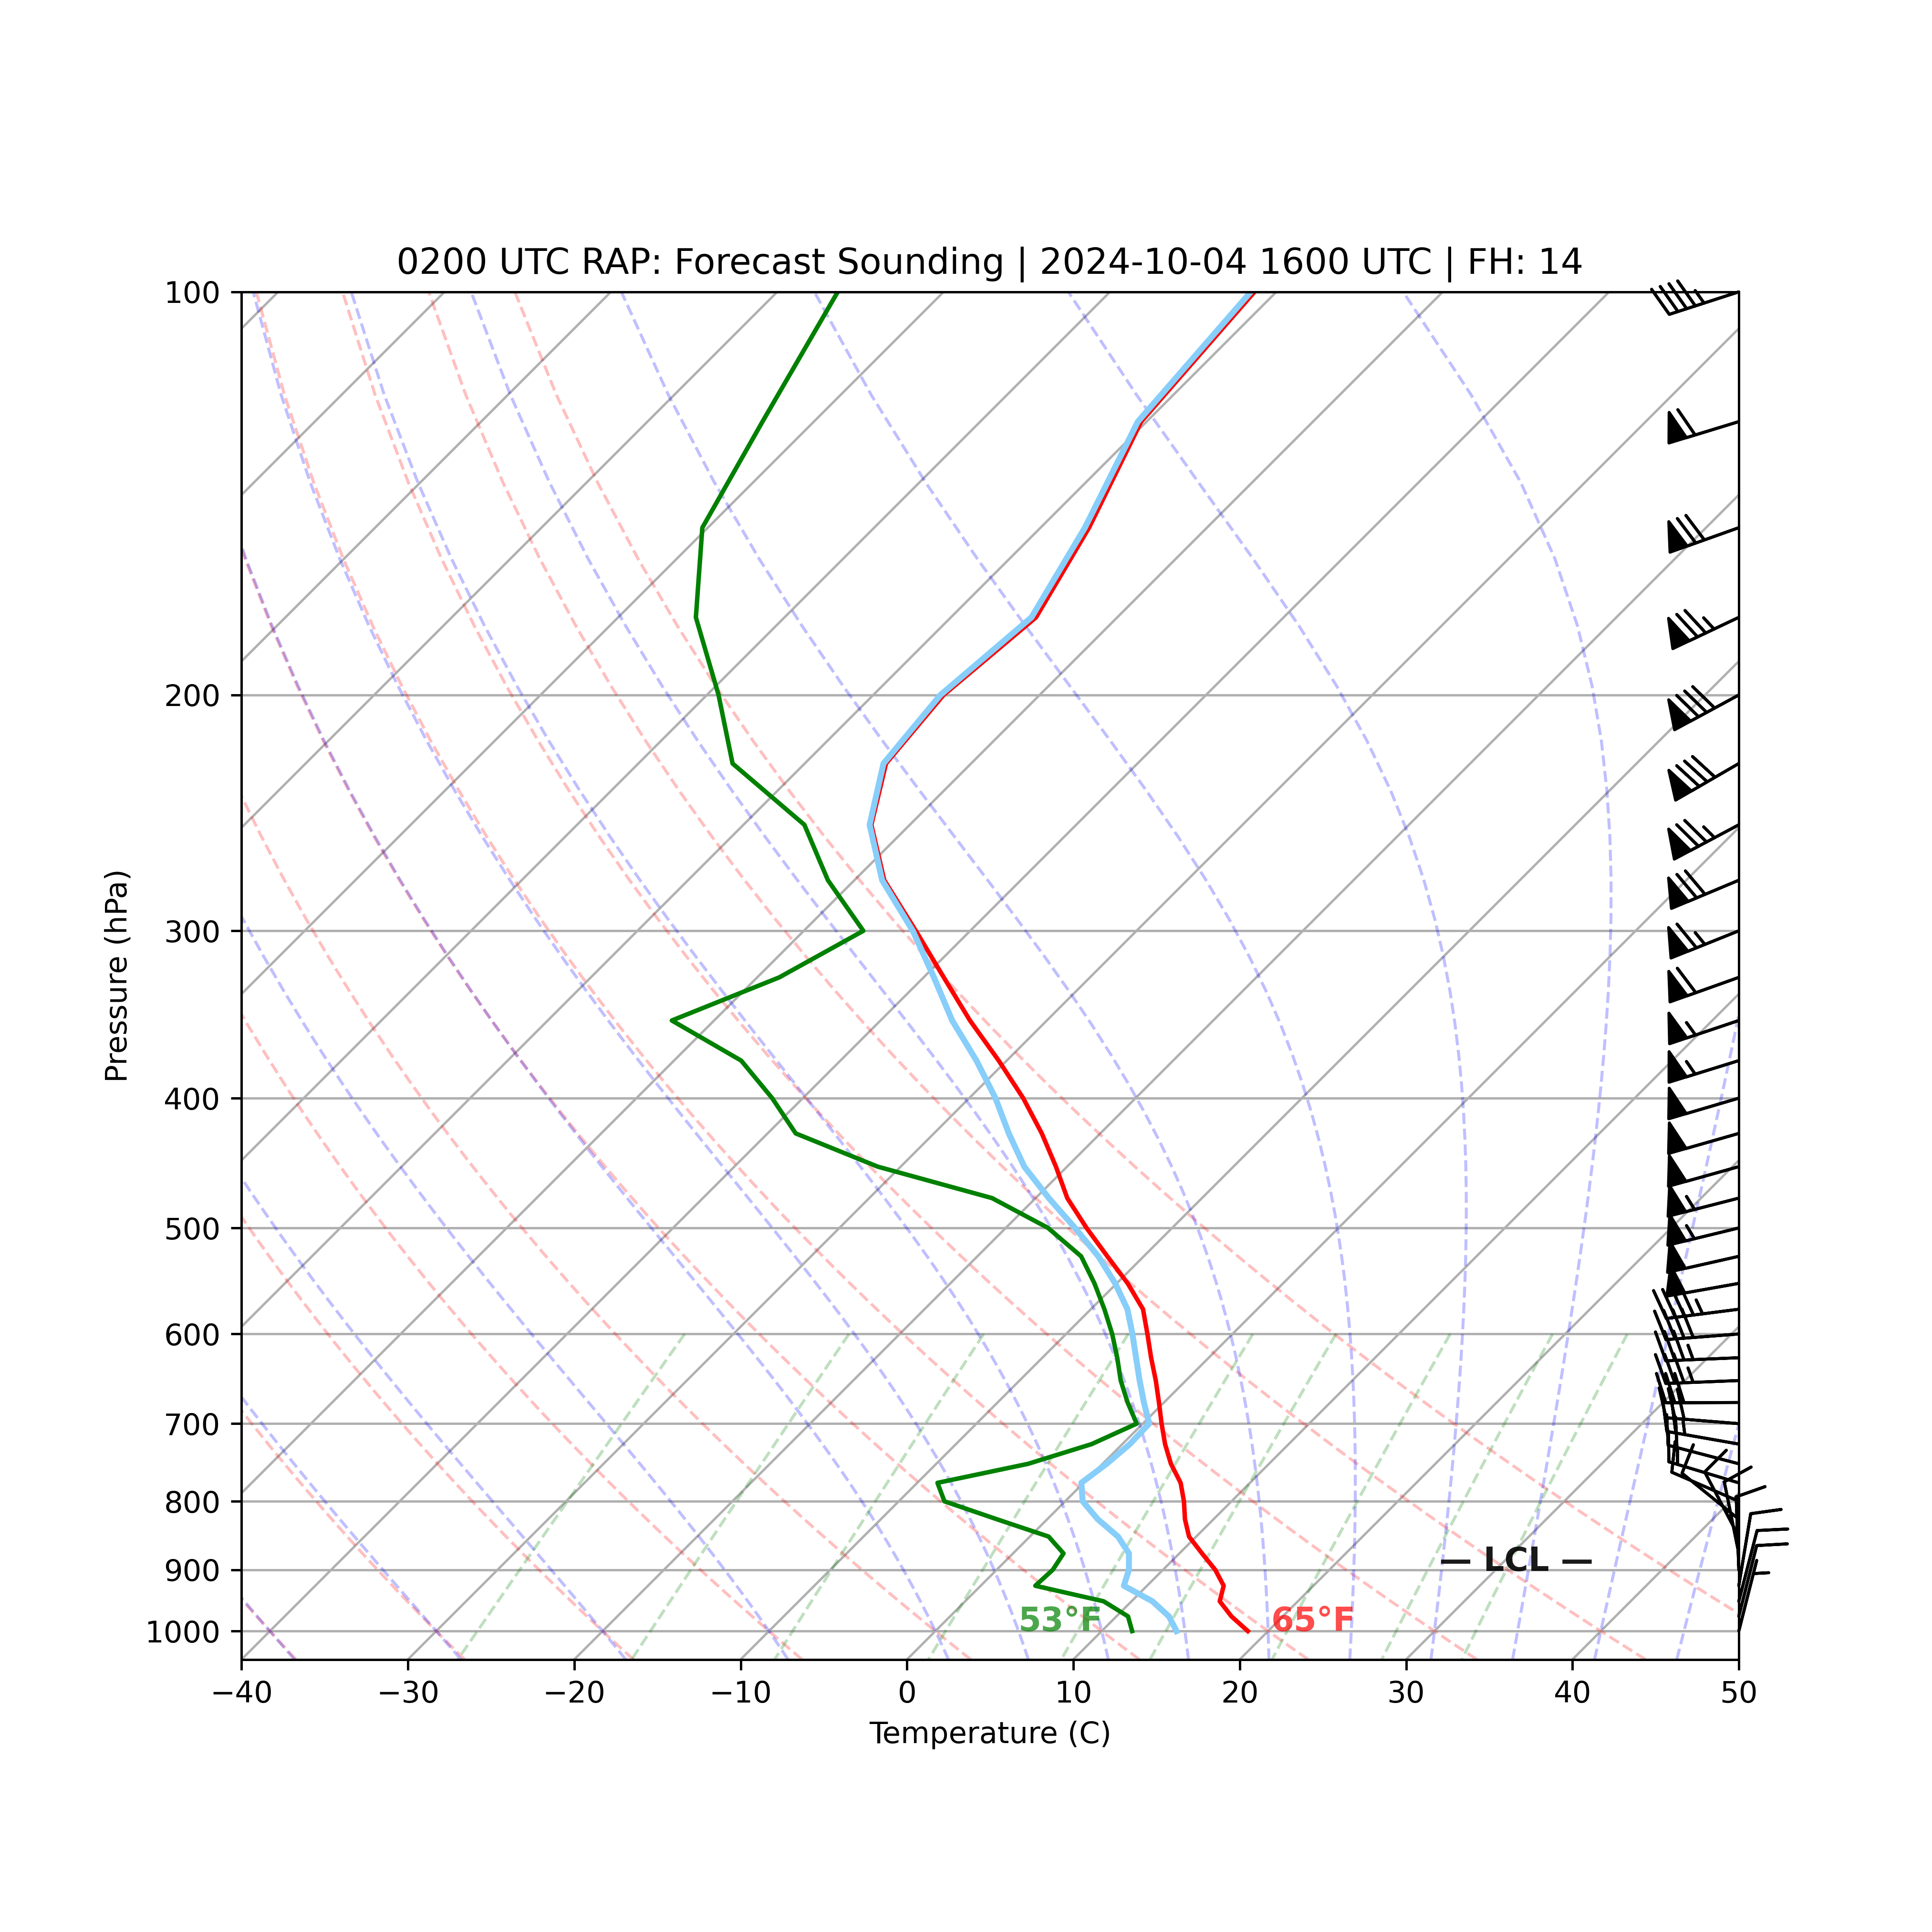 0200 UTC RAP: Forecast Sounding | 2024-10-04 1600 UTC | FH: 14
100
200
300
400
500
600
700
800
900
1000
Pressure (hPa)
— LCL —
53°F
65°F
−40 −30 −20 −10 0 10 20 30 40 50
Temperature (C)